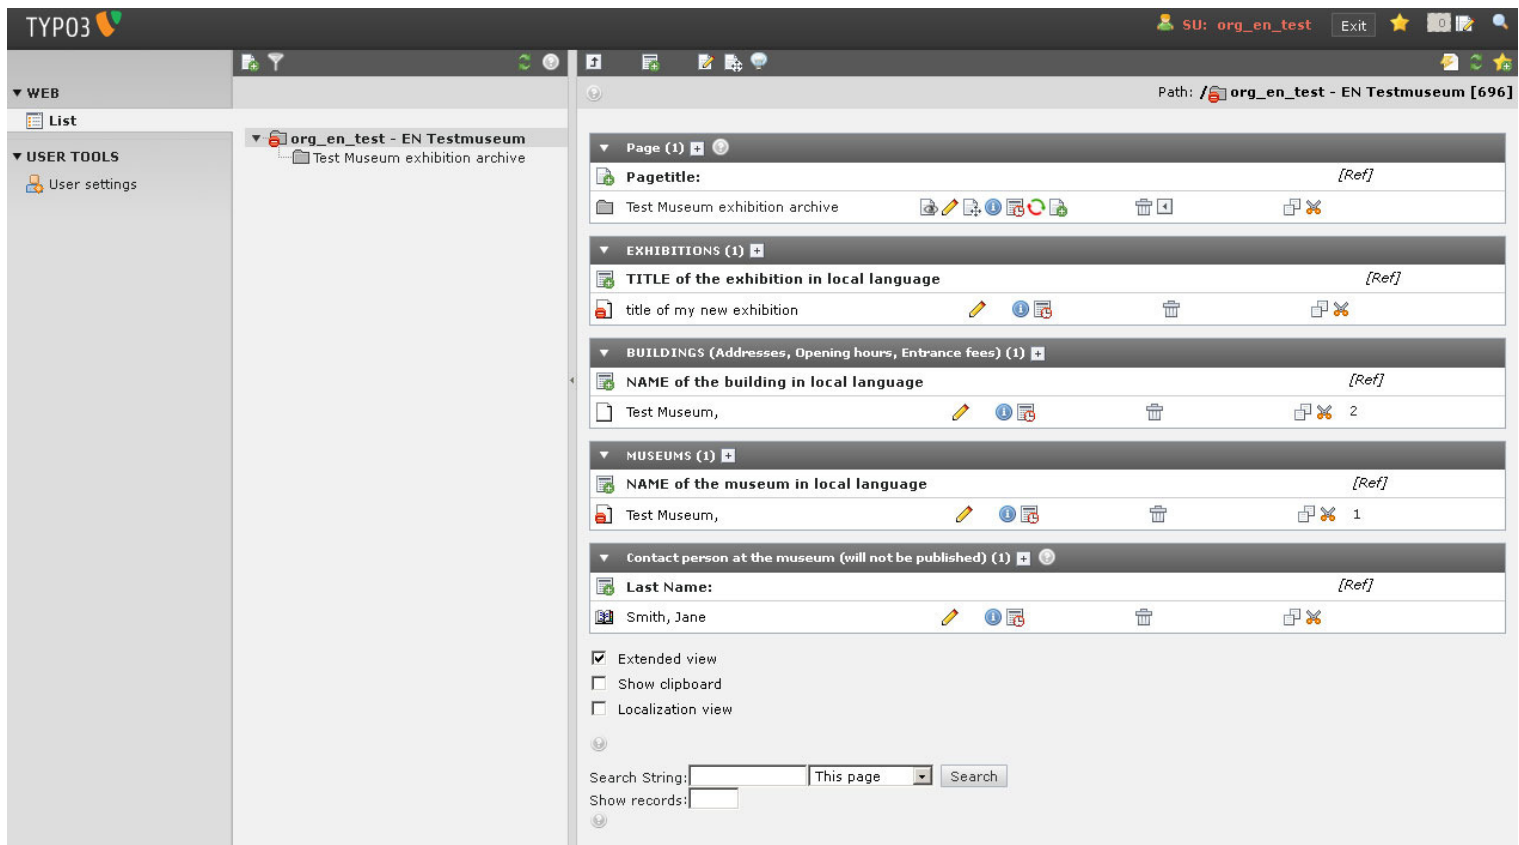 TYPO3
SU: org_en_test Exit 0
Path: /org_en_test - EN Testmuseum [696]
WEB
List
USER TOOLS
User settings
org_en_test - EN Testmuseum
Test Museum exhibition archive
Page (1)
Pagetitle: [Ref]
Test Museum exhibition archive
EXHIBITIONS (1)
TITLE of the exhibition in local language [Ref]
title of my new exhibition
BUILDINGS (Addresses, Opening hours, Entrance fees) (1)
NAME of the building in local language [Ref]
Test Museum, 2
MUSEUMS (1)
NAME of the museum in local language [Ref]
Test Museum, 1
Contact person at the museum (will not be published) (1)
Last Name: [Ref]
Smith, Jane
Extended view
Show clipboard
Localization view
Search String: This page Search
Show records: